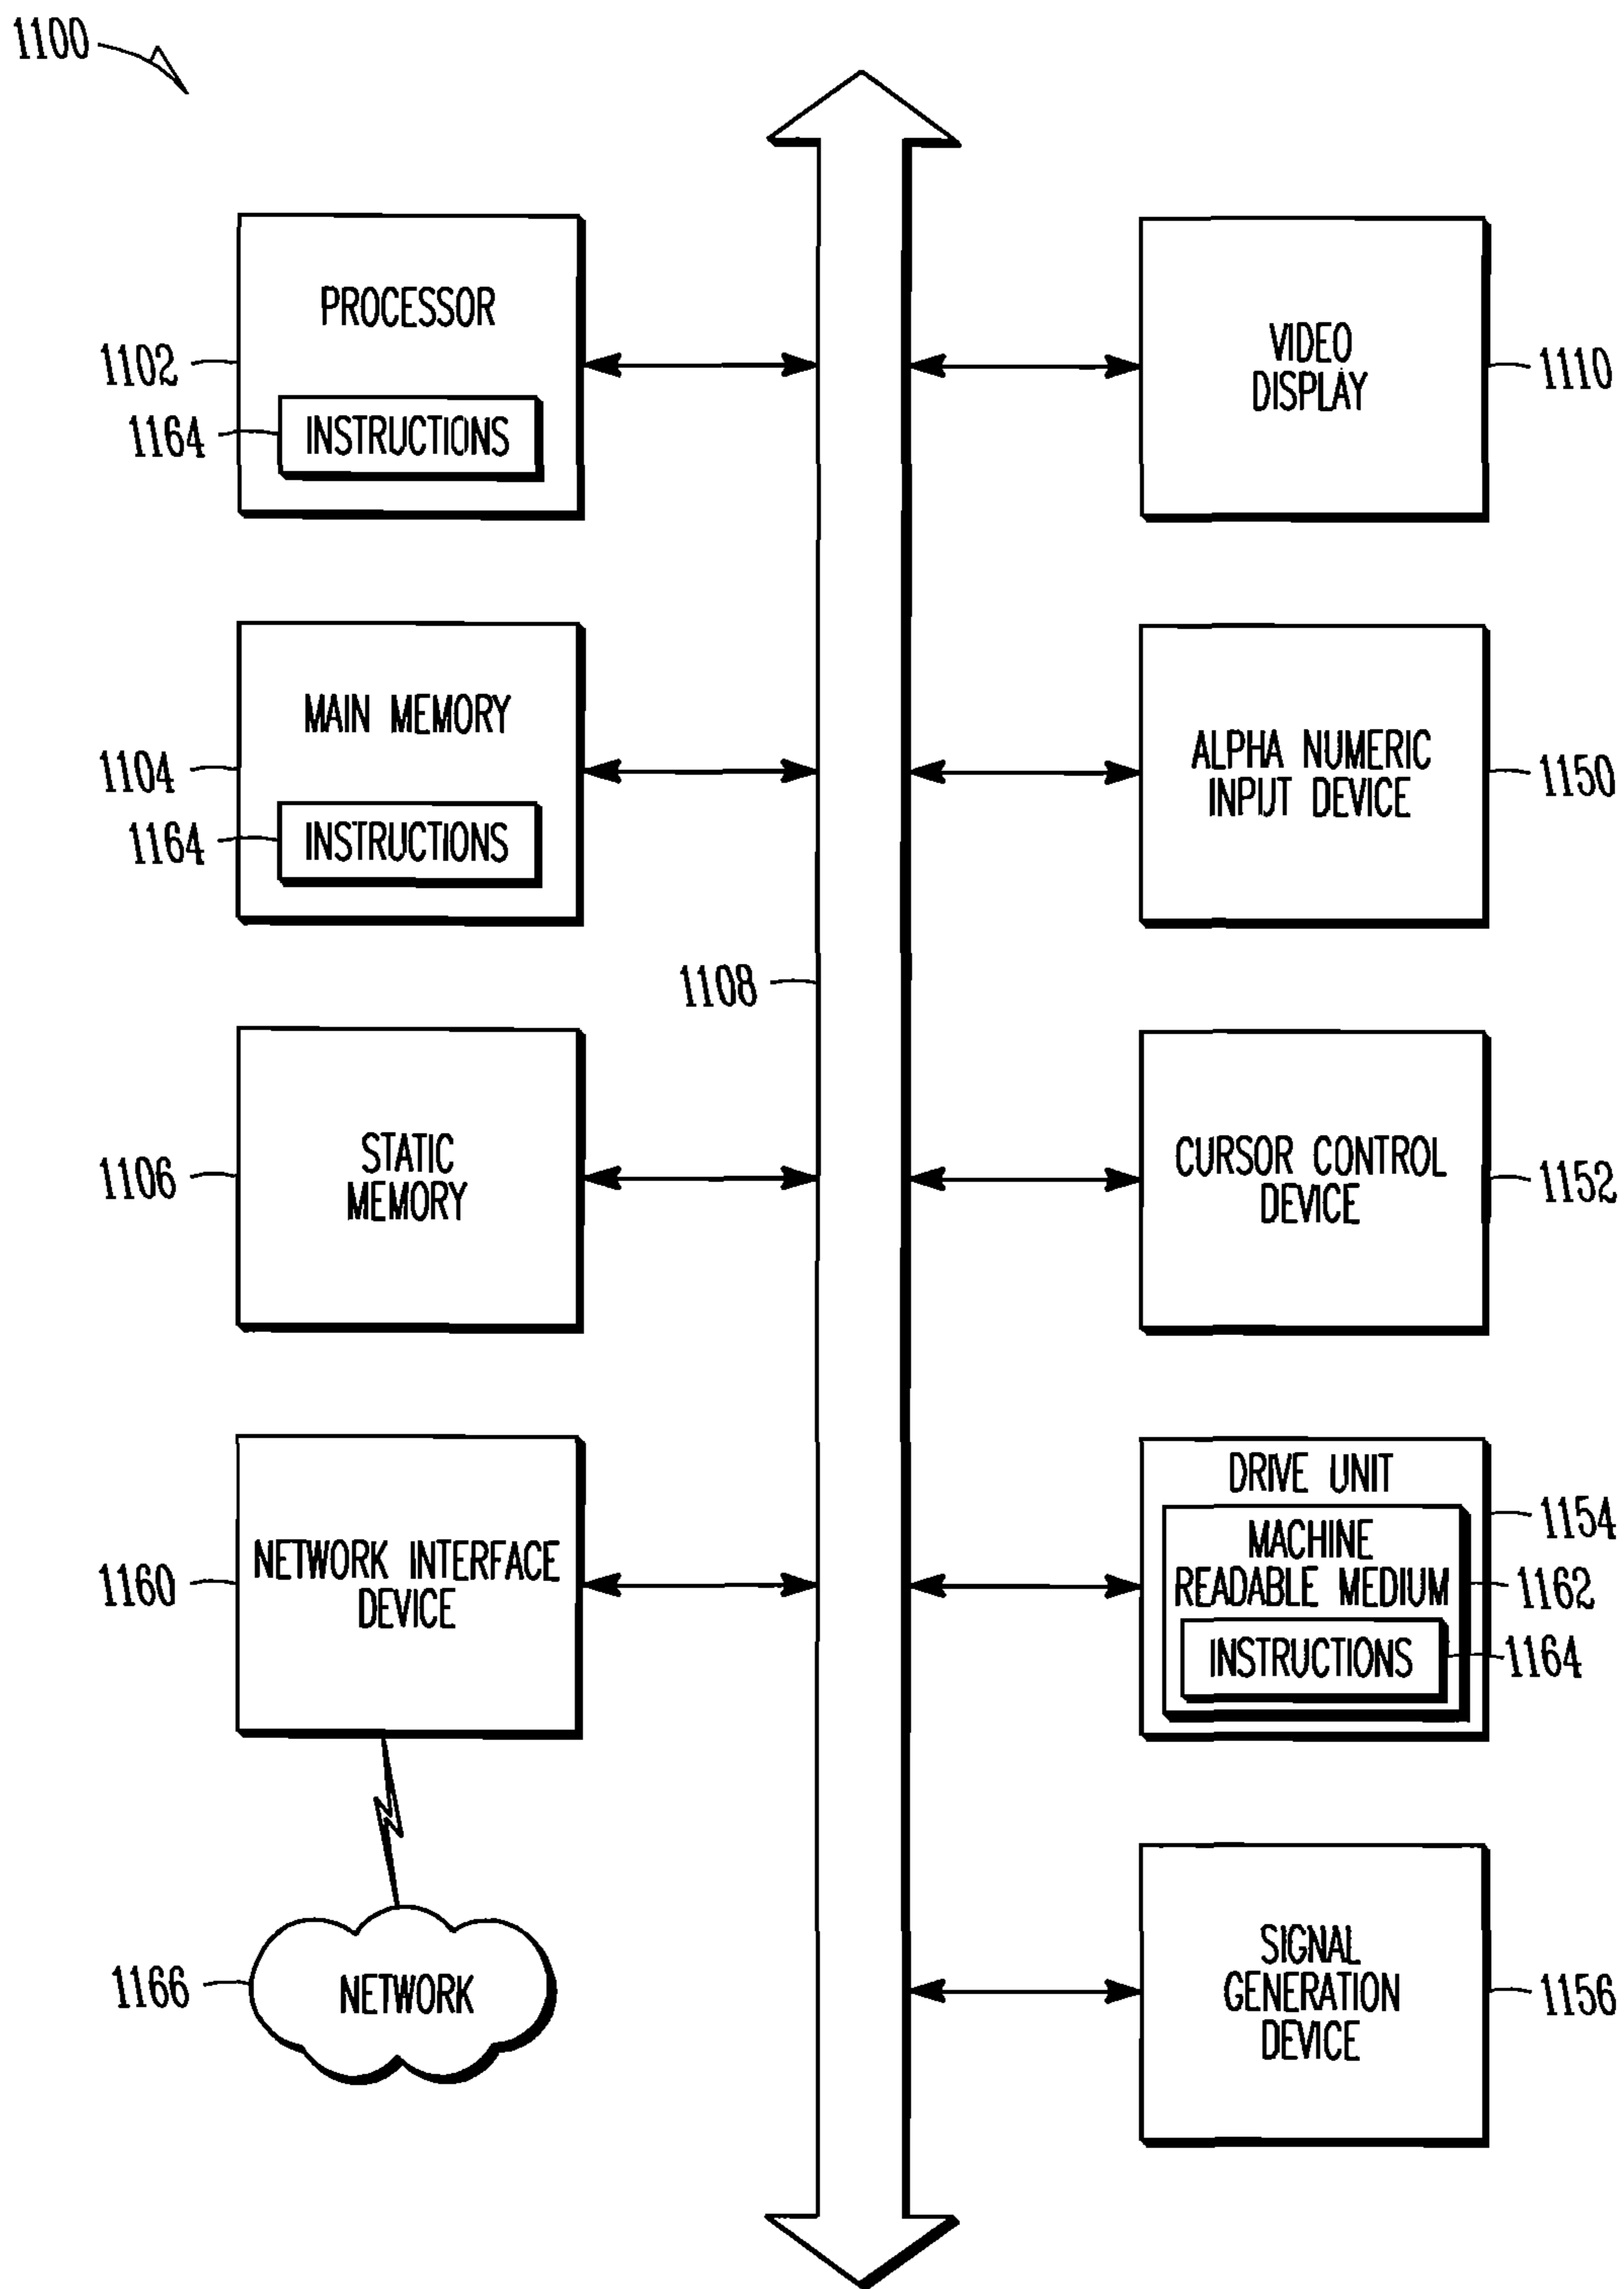 1100
PROCESSOR
1102
1164
INSTRUCTIONS
VIDEO
DISPLAY
1110
MAIN MEMORY
1104
1164
INSTRUCTIONS
ALPHA NUMERIC
INPUT DEVICE
1150
1108
STATIC
MEMORY
1106
CURSOR CONTROL
DEVICE
1152
NETWORK INTERFACE
DEVICE
1160
DRIVE UNIT
1154
MACHINE
READABLE MEDIUM
1162
INSTRUCTIONS
1164
1166
NETWORK
SIGNAL
GENERATION
DEVICE
1156